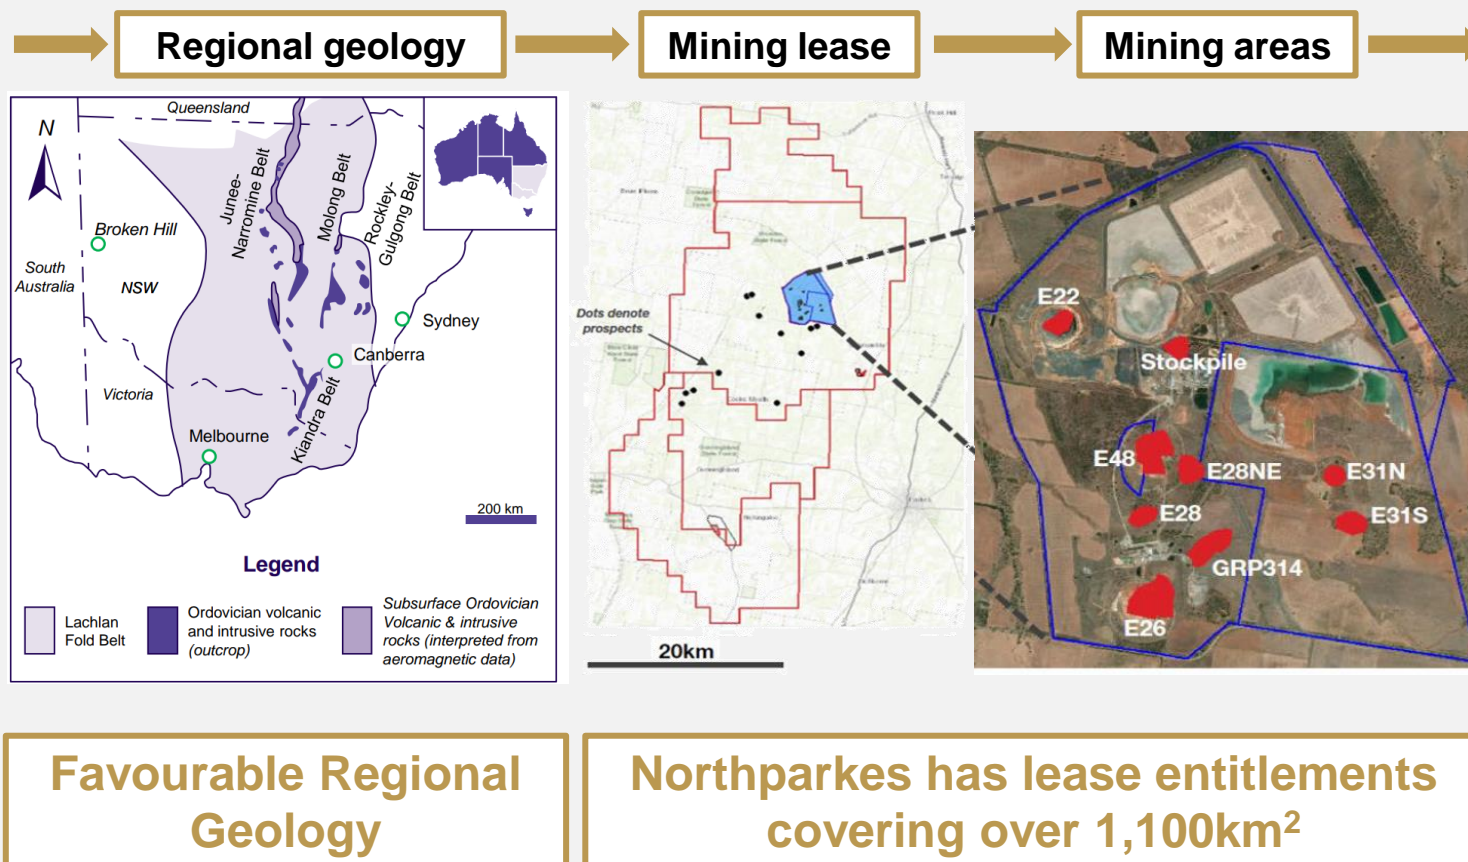 Regional geology
Mining lease
Mining areas
Queensland
N
Junee-
Narromine Belt
Molong Belt
Rockley-
Gulgong Belt
Broken Hill
South
Australia
NSW
Sydney
Canberra
Victoria
Kiandra Belt
Melbourne
200 km
Legend
Lachlan
Fold Belt
Ordovician volcanic
and intrusive rocks
(outcrop)
Subsurface Ordovician
Volcanic & intrusive
rocks (interpreted from
aeromagnetic data)
Dots denote
prospects
20km
E22
Stockpile
E48
E28NE
E31N
E28
E31S
GRP314
E26
Favourable Regional
Geology
Northparkes has lease entitlements
covering over 1,100km²